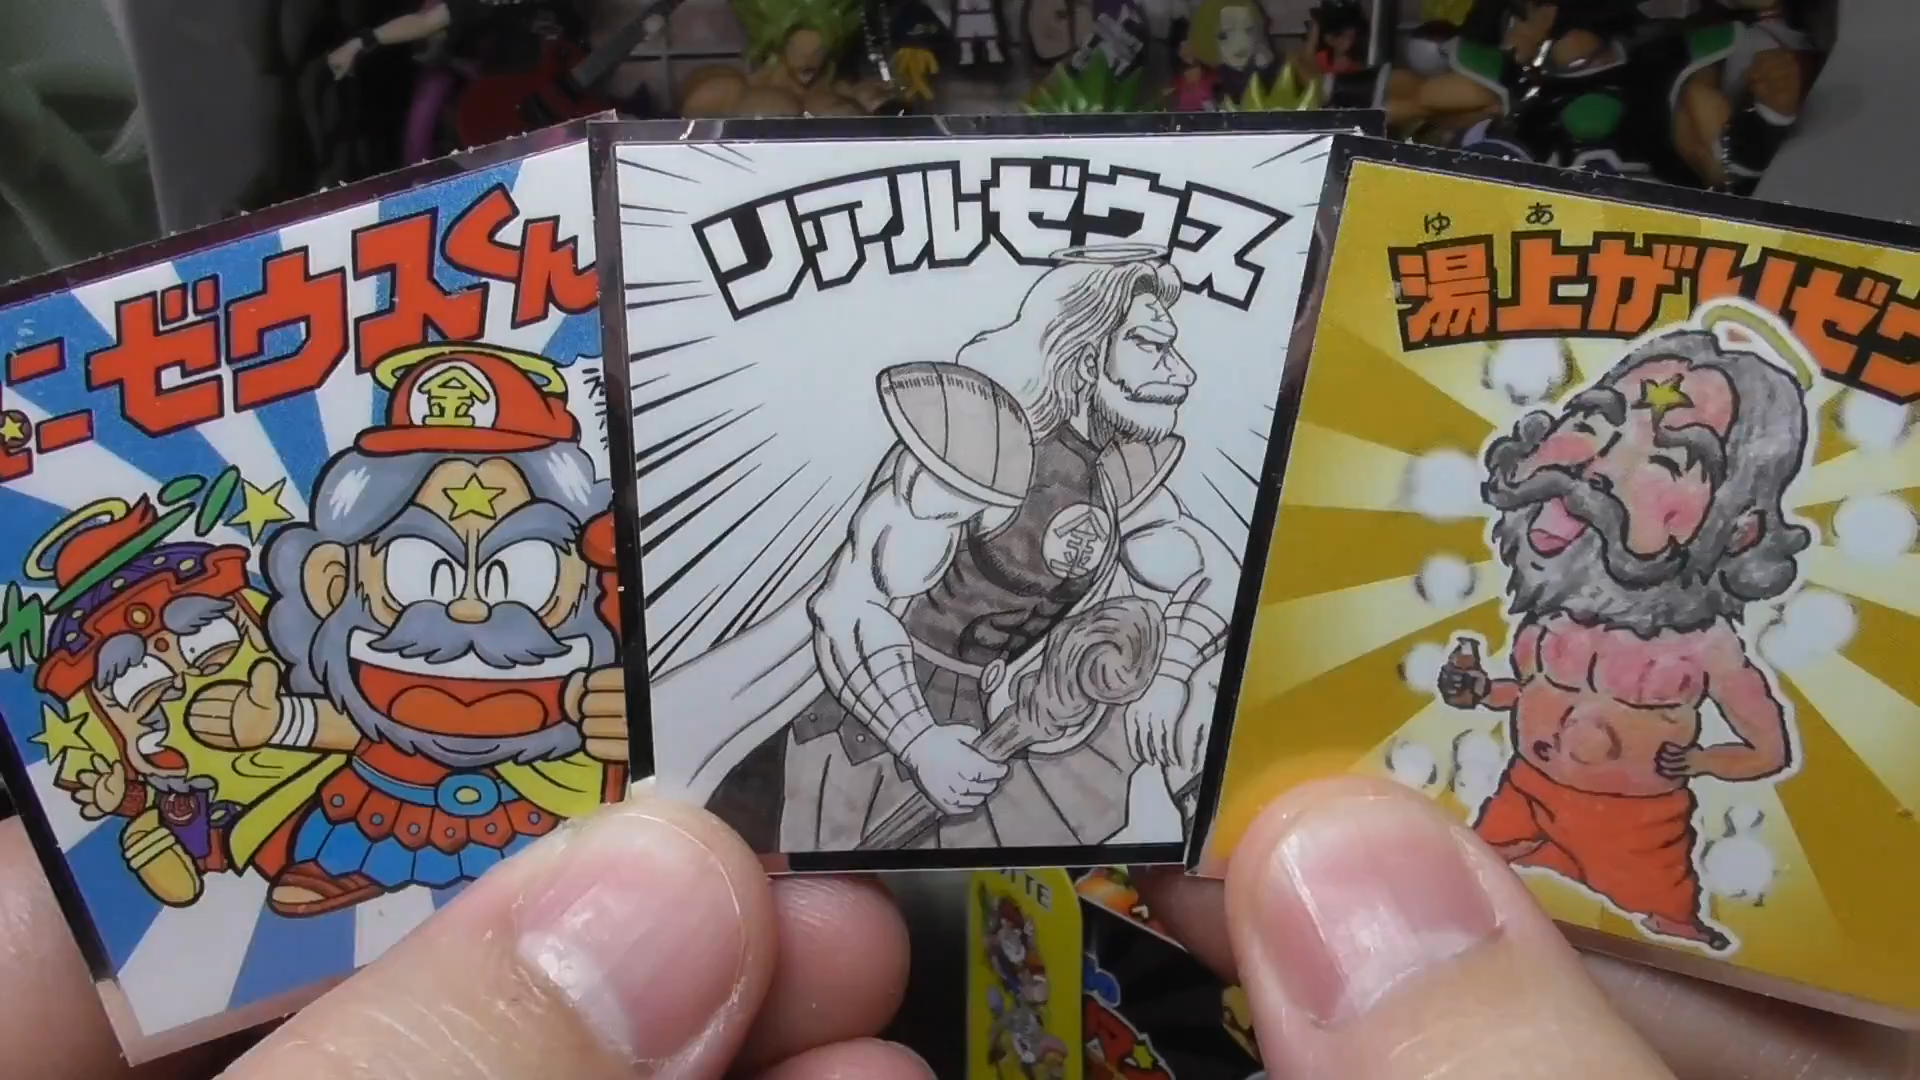 ゼウスくん
金
リアルゼウス
金
ゆ あ
湯上がりゼウ